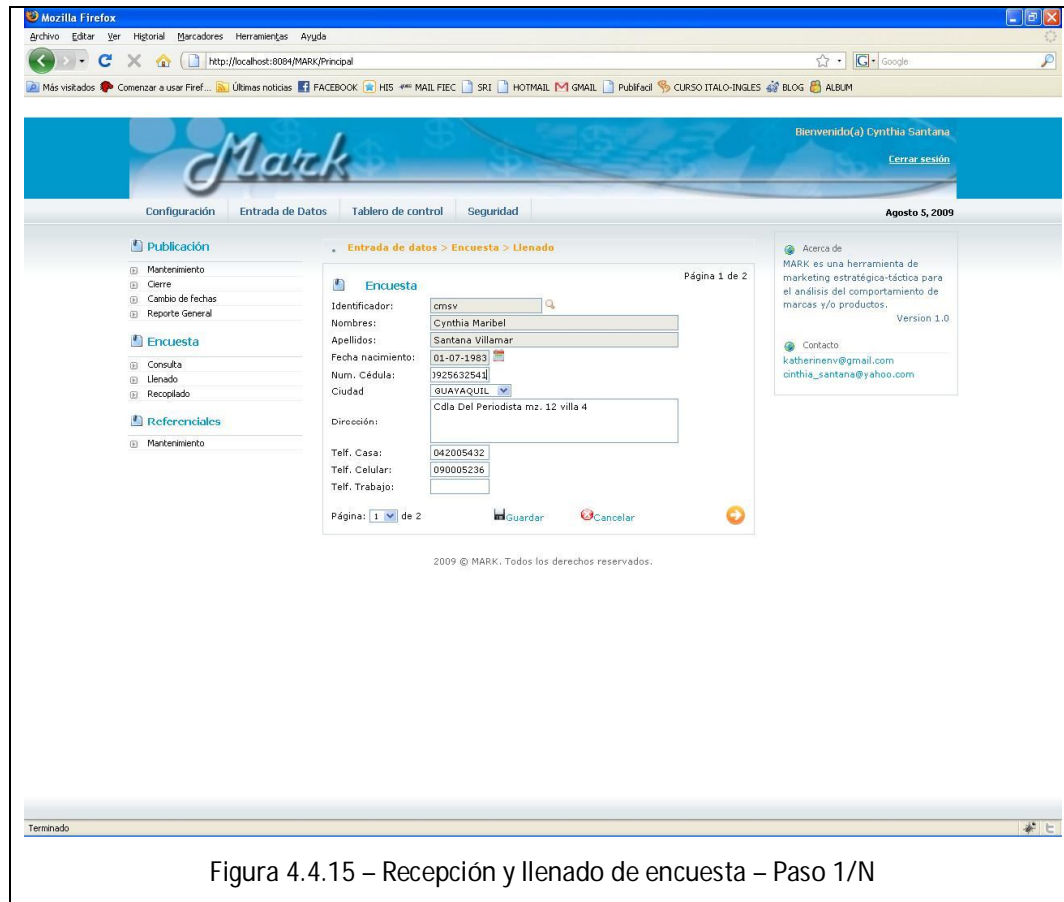 Mozilla Firefox
Archivo Editar Ver Historial Marcadores Herramientas Ayuda
http://localhost:8084/MARK/Principal
Google
Más visitados Comenzar a usar Firef... Últimas noticias FACEBOOK HI5 MAIL FIEC SRI HOTMAIL GMAIL Publifacil CURSO ITALO-INGLES BLOG ALBUM
Mark
Bienvenido(a) Cynthia Santana
Cerrar sesión
Configuración Entrada de Datos Tablero de control Seguridad
Agosto 5, 2009
Publicación
Mantenimiento
Cierre
Cambio de fechas
Reporte General
Encuesta
Consulta
Llenado
Recopilado
Referenciales
Mantenimiento
Entrada de datos > Encuesta > Llenado
Página 1 de 2
Encuesta
Identificador: cmsv
Nombres: Cynthia Maribel
Apellidos: Santana Villamar
Fecha nacimiento: 01-07-1983
Num. Cédula: 0925632541
Ciudad GUAYAQUIL
Dirección: Cdla Del Periodista mz. 12 villa 4
Telf. Casa: 042005432
Telf. Celular: 090005236
Telf. Trabajo:
Página: 1 de 2 Guardar Cancelar
Acerca de
MARK es una herramienta de
marketing estratégica-táctica para
el análisis del comportamiento de
marcas y/o productos.
Version 1.0
Contacto
katherinenv@gmail.com
cinthia_santana@yahoo.com
2009 © MARK. Todos los derechos reservados.
Terminado
Figura 4.4.15 – Recepción y llenado de encuesta – Paso 1/N